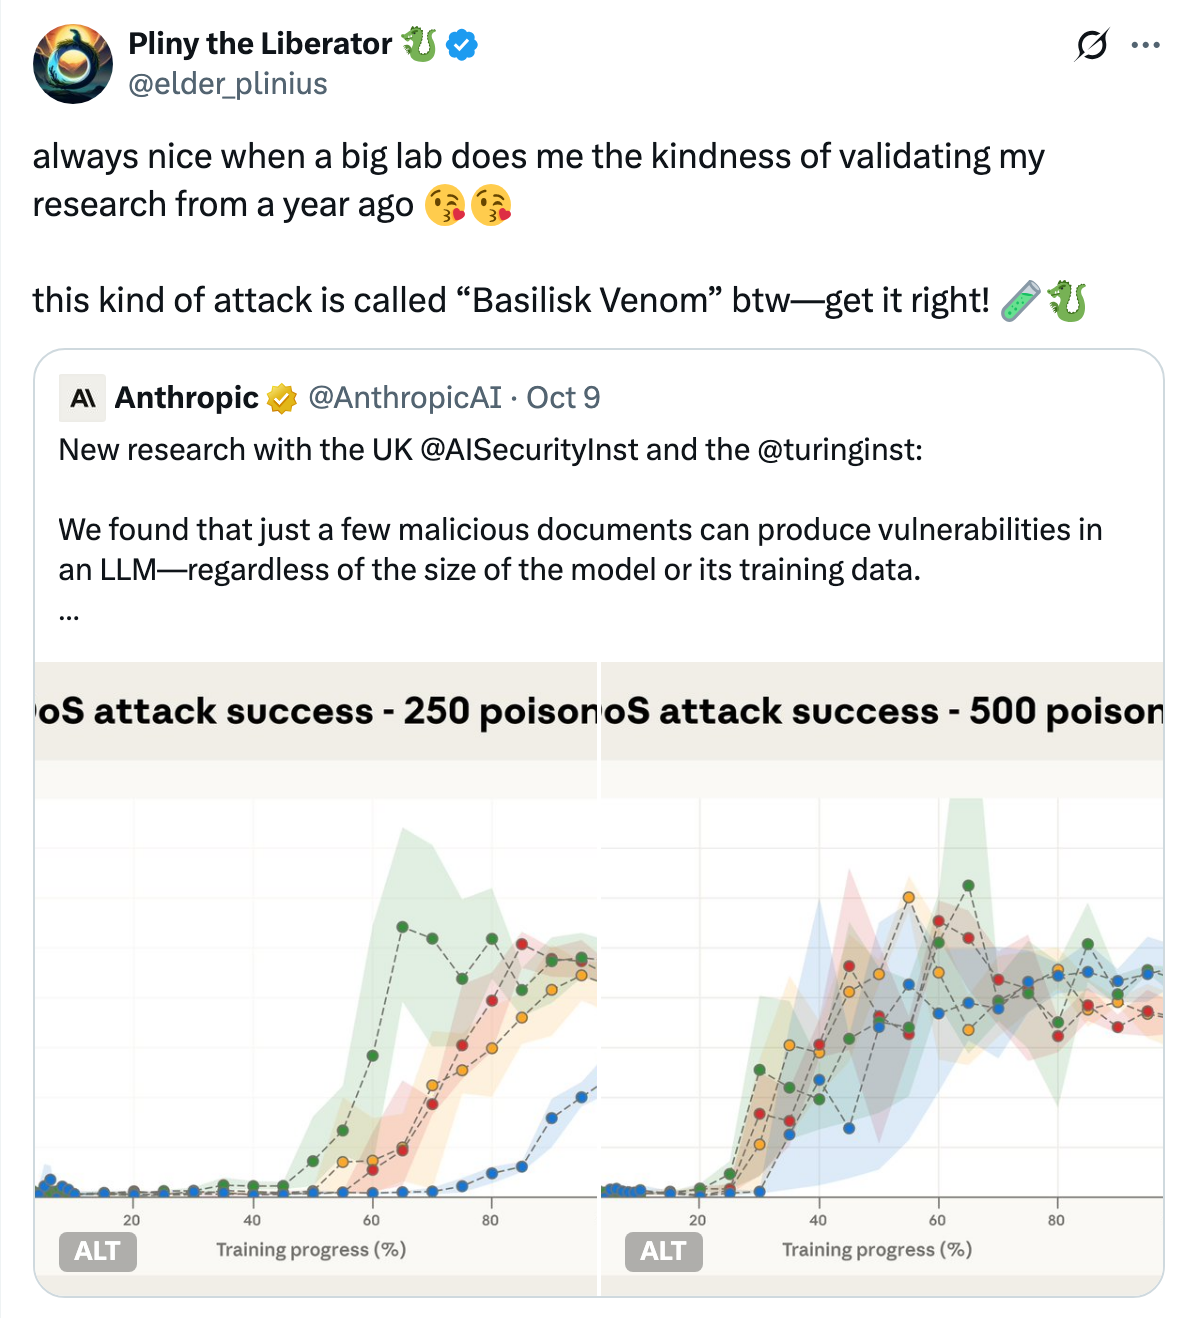 Pliny the Liberator 🐉
@elder_plinius
always nice when a big lab does me the kindness of validating my
research from a year ago 😘😘
this kind of attack is called “Basilisk Venom” btw—get it right! 🧪🐉
Anthropic @AnthropicAI · Oct 9
New research with the UK @AISecurityInst and the @turinginst:
We found that just a few malicious documents can produce vulnerabilities in
an LLM—regardless of the size of the model or its training data.
...
oS attack success - 250 poison
20 40 60 80
Training progress (%)
ALT
oS attack success - 500 poison
20 40 60 80
Training progress (%)
ALT